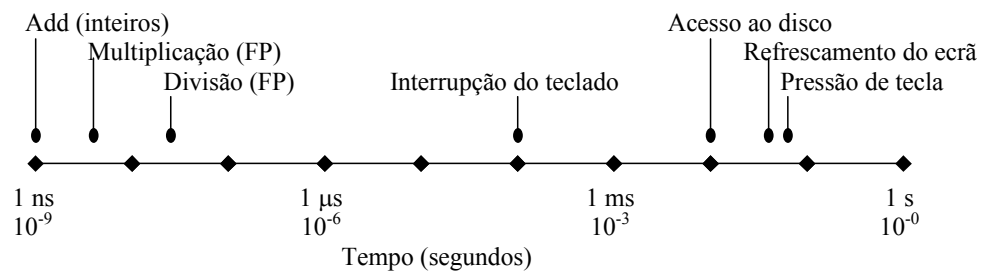 Add (inteiros)
Acesso ao disco
Multiplicação (FP)
Refrescamento do ecrã
Divisão (FP)
Interrupção do teclado
Pressão de tecla
1 ns
1 μs
1 ms
1 s
10-9
10-6
10-3
10-0
Tempo (segundos)